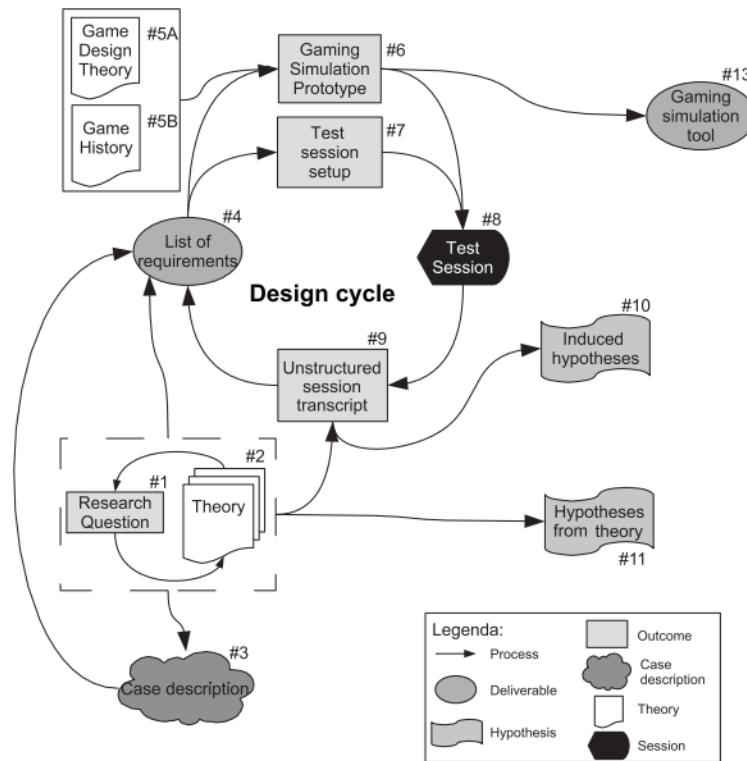 Game
Design
Theory
#5A
Game
History
#5B
Gaming
Simulation
Prototype
#6
Test
session
setup
#7
#13
Gaming
simulation
tool
#4
List of
requirements
#8
Test
Session
Design cycle
#9
Unstructured
session
transcript
#10
Induced
hypotheses
#1
Research
Question
#2
Theory
Hypotheses
from theory
#11
#3
Case description
Legenda:
Process
Deliverable
Hypothesis
Outcome
Case
description
Theory
Session